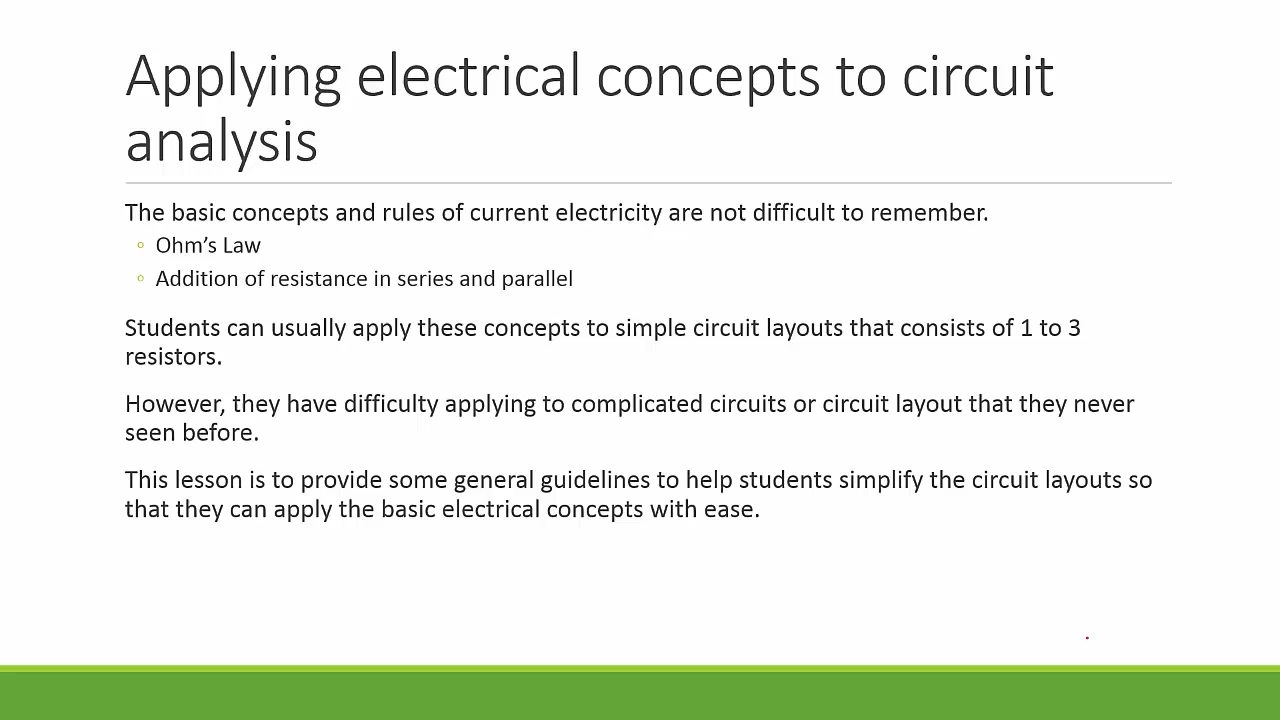 Applying electrical concepts to circuit
analysis
The basic concepts and rules of current electricity are not difficult to remember.
◦ Ohm’s Law
◦ Addition of resistance in series and parallel
Students can usually apply these concepts to simple circuit layouts that consists of 1 to 3
resistors.
However, they have difficulty applying to complicated circuits or circuit layout that they never
seen before.
This lesson is to provide some general guidelines to help students simplify the circuit layouts so
that they can apply the basic electrical concepts with ease.